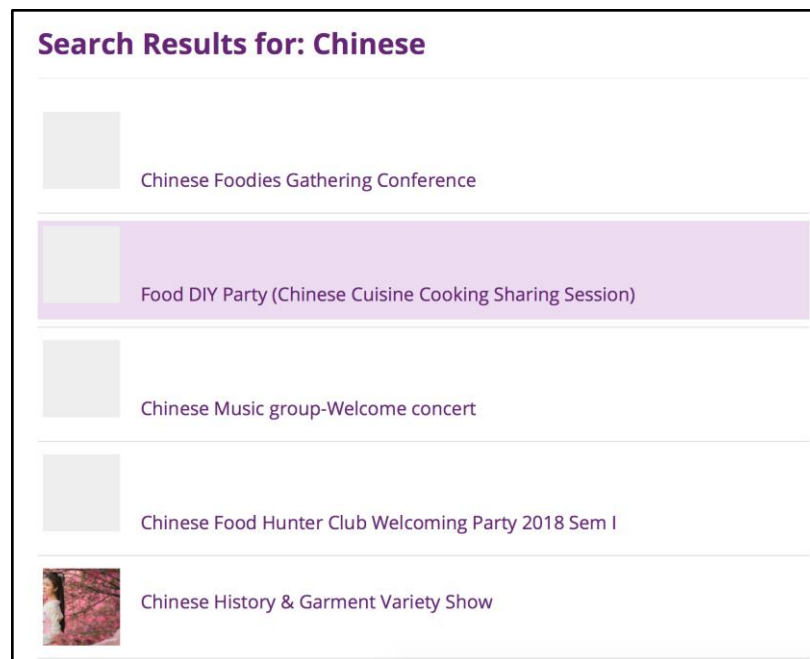 Search Results for: Chinese
Chinese Foodies Gathering Conference
Food DIY Party (Chinese Cuisine Cooking Sharing Session)
Chinese Music group-Welcome concert
Chinese Food Hunter Club Welcoming Party 2018 Sem I
Chinese History & Garment Variety Show